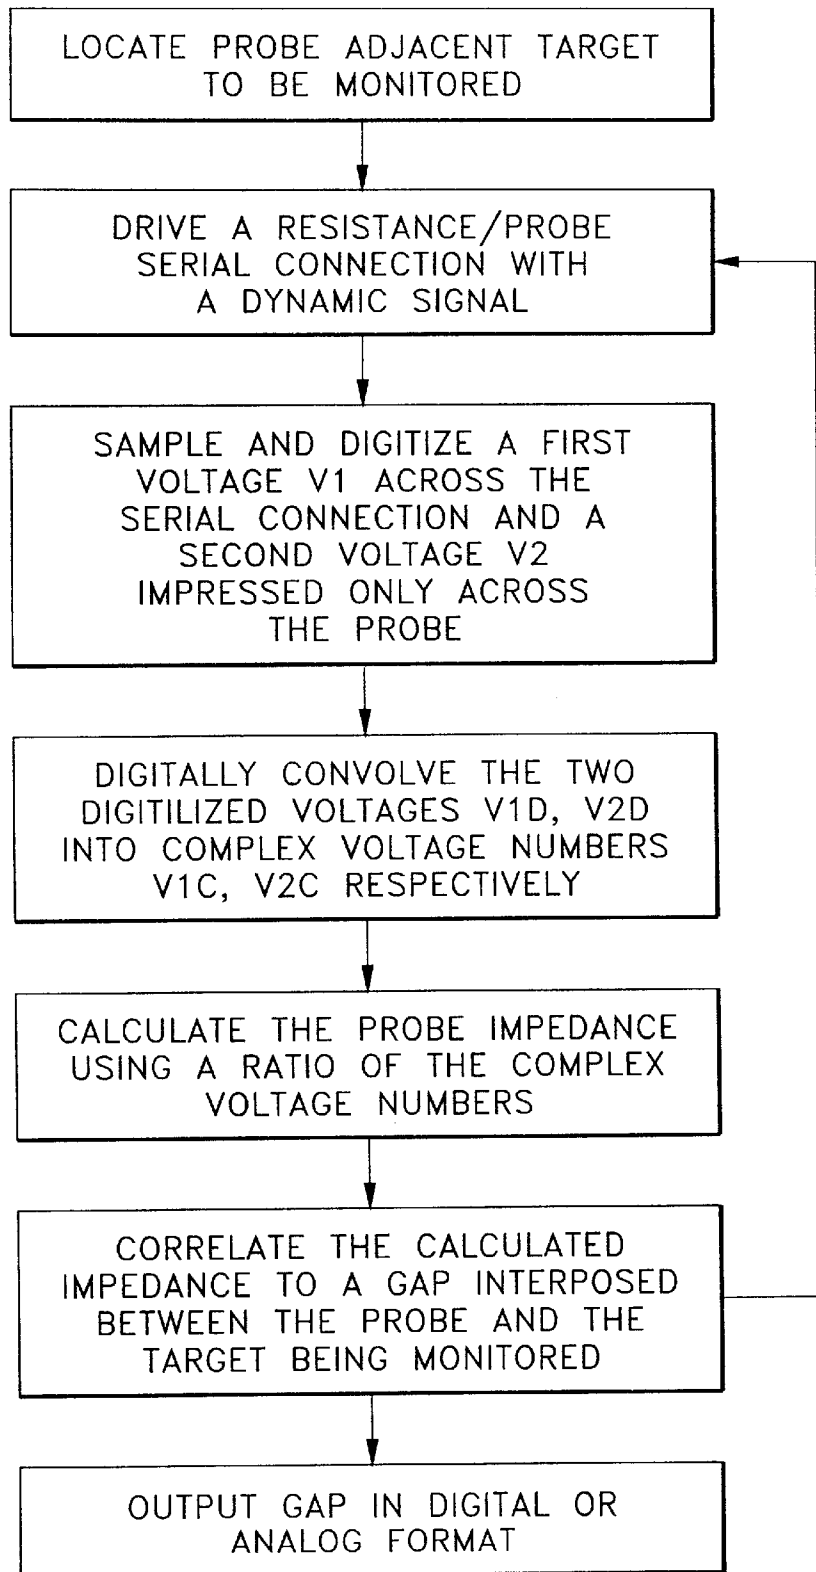 LOCATE PROBE ADJACENT TARGET
TO BE MONITORED
DRIVE A RESISTANCE/PROBE
SERIAL CONNECTION WITH
A DYNAMIC SIGNAL
SAMPLE AND DIGITIZE A FIRST
VOLTAGE V1 ACROSS THE
SERIAL CONNECTION AND A
SECOND VOLTAGE V2
IMPRESSED ONLY ACROSS
THE PROBE
DIGITALLY CONVOLVE THE TWO
DIGITILIZED VOLTAGES V1D, V2D
INTO COMPLEX VOLTAGE NUMBERS
V1C, V2C RESPECTIVELY
CALCULATE THE PROBE IMPEDANCE
USING A RATIO OF THE COMPLEX
VOLTAGE NUMBERS
CORRELATE THE CALCULATED
IMPEDANCE TO A GAP INTERPOSED
BETWEEN THE PROBE AND THE
TARGET BEING MONITORED
OUTPUT GAP IN DIGITAL OR
ANALOG FORMAT